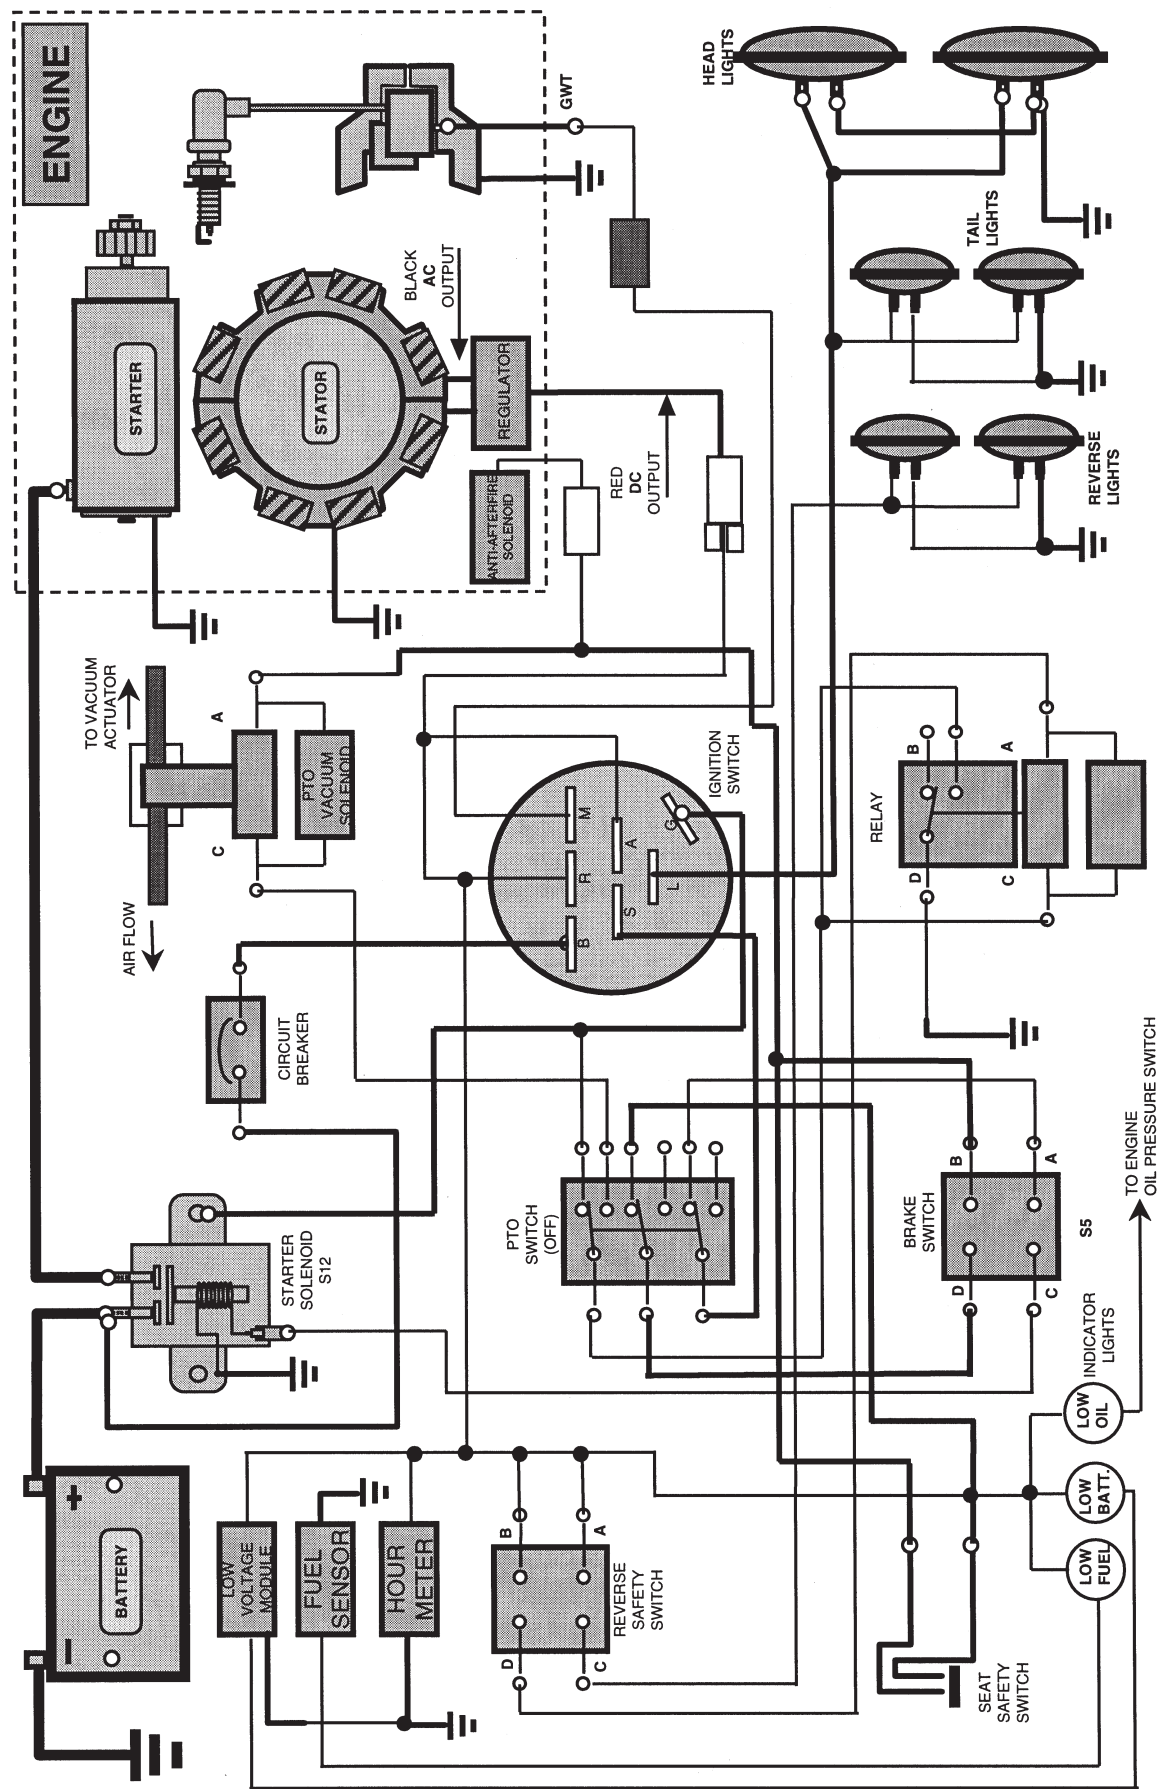 ENGINE
STARTER
STATOR
BLACK
AC
OUTPUT
REGULATOR
ANTI-AFTERFIRE
SOLENOID
RED
DC
OUTPUT
GWT
HEAD
LIGHTS
TAIL
LIGHTS
REVERSE
LIGHTS
TO VACUUM
ACTUATOR
AIR FLOW
A
C
PTO
VACUUM
SOLENOID
CIRCUIT
BREAKER
IGNITION
SWITCH
M
R
B
A
S
G
L
RELAY
B
A
D
C
STARTER
SOLENOID
S12
PTO
SWITCH
(OFF)
BRAKE
SWITCH
B
A
D
C
S5
TO ENGINE
OIL PRESSURE SWITCH
INDICATOR
LIGHTS
LOW
OIL
LOW
BATT.
LOW
FUEL
BATTERY
+
−
LOW
VOLTAGE
MODULE
FUEL
SENSOR
HOUR
METER
B
A
D
C
REVERSE
SAFETY
SWITCH
SEAT
SAFETY
SWITCH